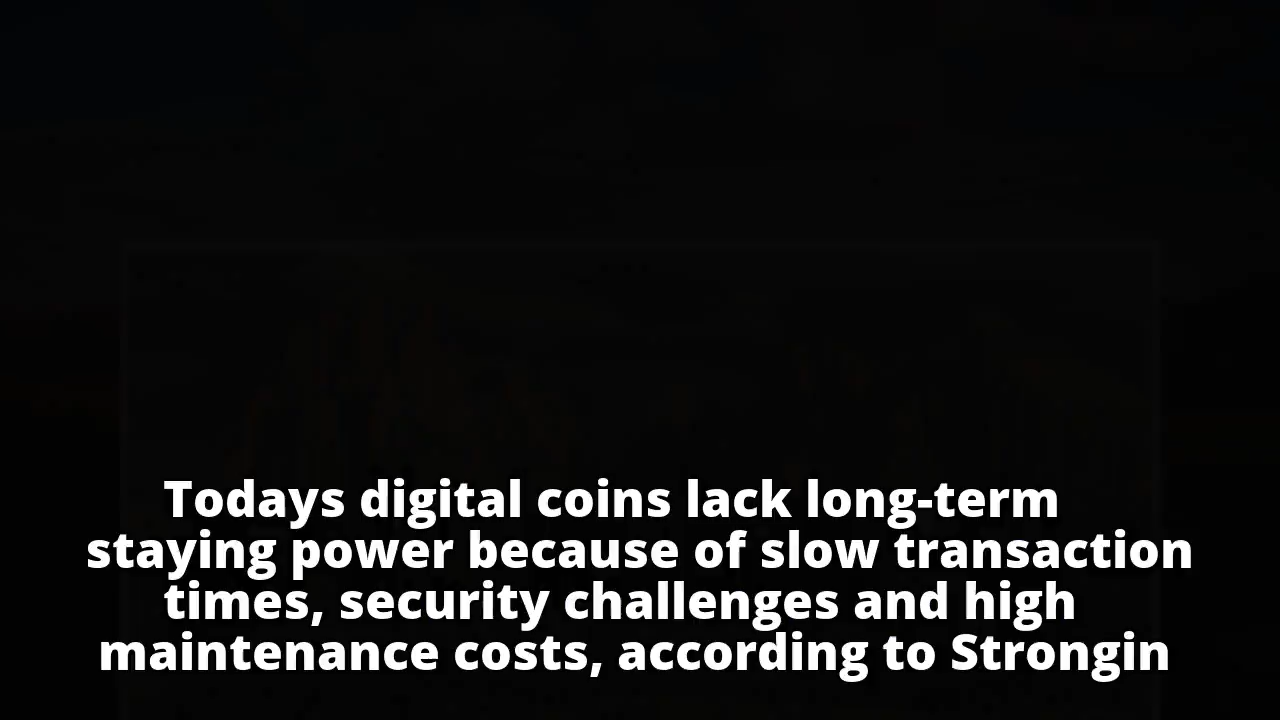 Todays digital coins lack long-term
staying power because of slow transaction
times, security challenges and high
maintenance costs, according to Strongin